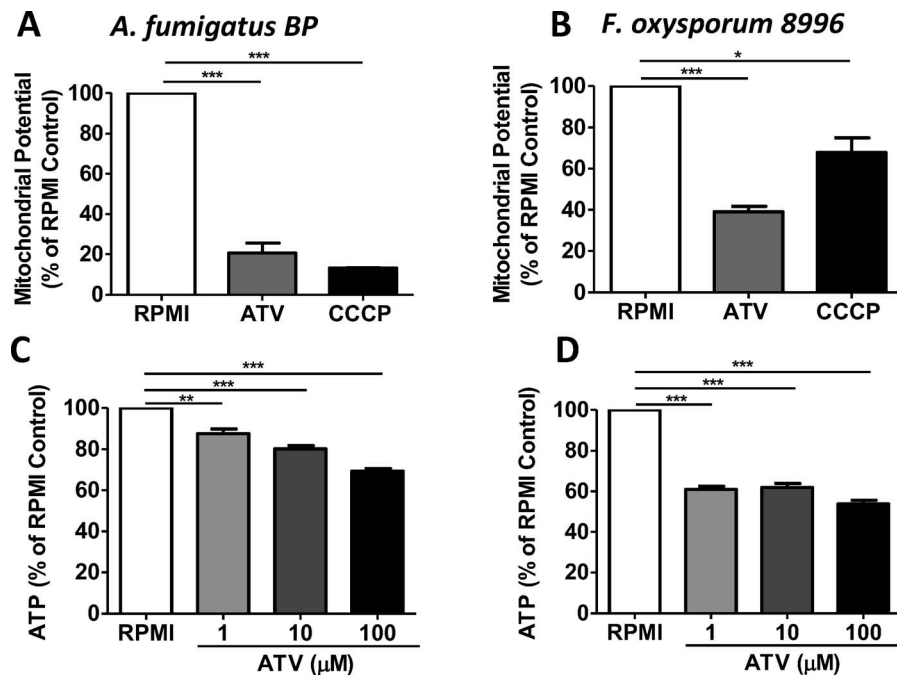 A A. fumigatus BP
***
***
Mitochondrial Potential
(% of RPMI Control)
100
80
60
40
20
0
RPMI ATV CCCP
B F. oxysporum 8996
*
***
Mitochondrial Potential
(% of RPMI Control)
100
80
60
40
20
0
RPMI ATV CCCP
C
***
***
**
ATP (% of RPMI Control)
100
80
60
40
20
0
RPMI 1 10 100
ATV (μM)
D
***
***
***
ATP (% of RPMI Control)
100
80
60
40
20
0
RPMI 1 10 100
ATV (μM)